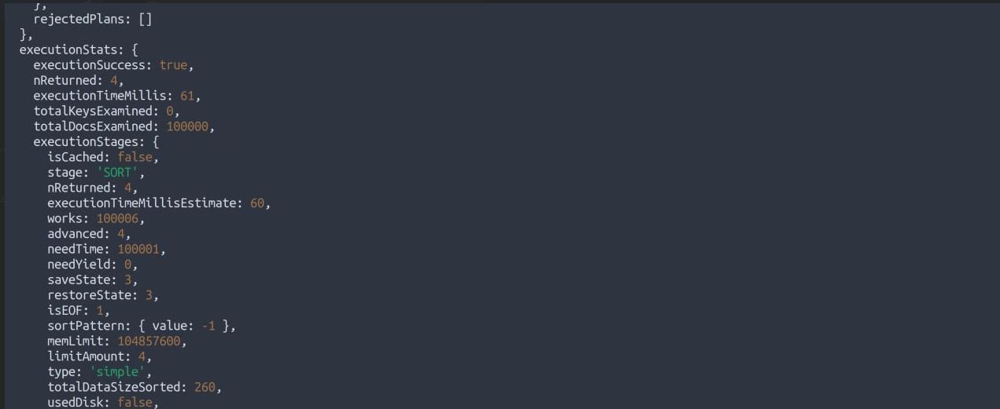 },
rejectedPlans: []
},
executionStats: {
executionSuccess: true,
nReturned: 4,
executionTimeMillis: 61,
totalKeysExamined: 0,
totalDocsExamined: 100000,
executionStages: {
isCached: false,
stage: 'SORT',
nReturned: 4,
executionTimeMillisEstimate: 60,
works: 100006,
advanced: 4,
needTime: 100001,
needYield: 0,
saveState: 3,
restoreState: 3,
isEOF: 1,
sortPattern: { value: -1 },
memLimit: 104857600,
limitAmount: 4,
type: 'simple',
totalDataSizeSorted: 260,
usedDisk: false,